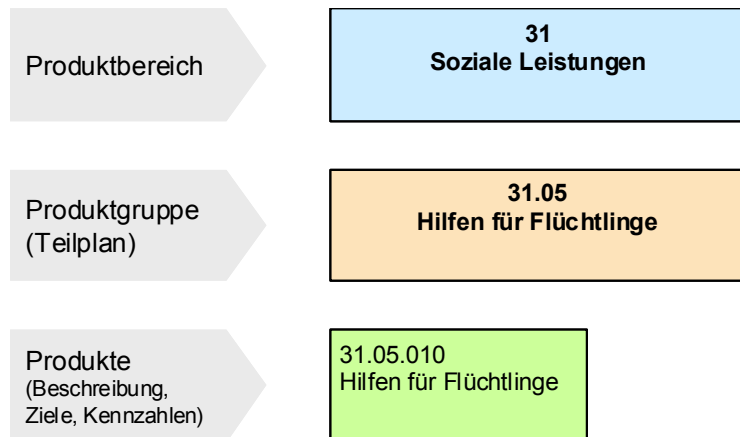 Produktbereich
31
Soziale Leistungen
Produktgruppe
(Teilplan)
31.05
Hilfen für Flüchtlinge
Produkte
(Beschreibung,
Ziele, Kennzahlen)
31.05.010
Hilfen für Flüchtlinge